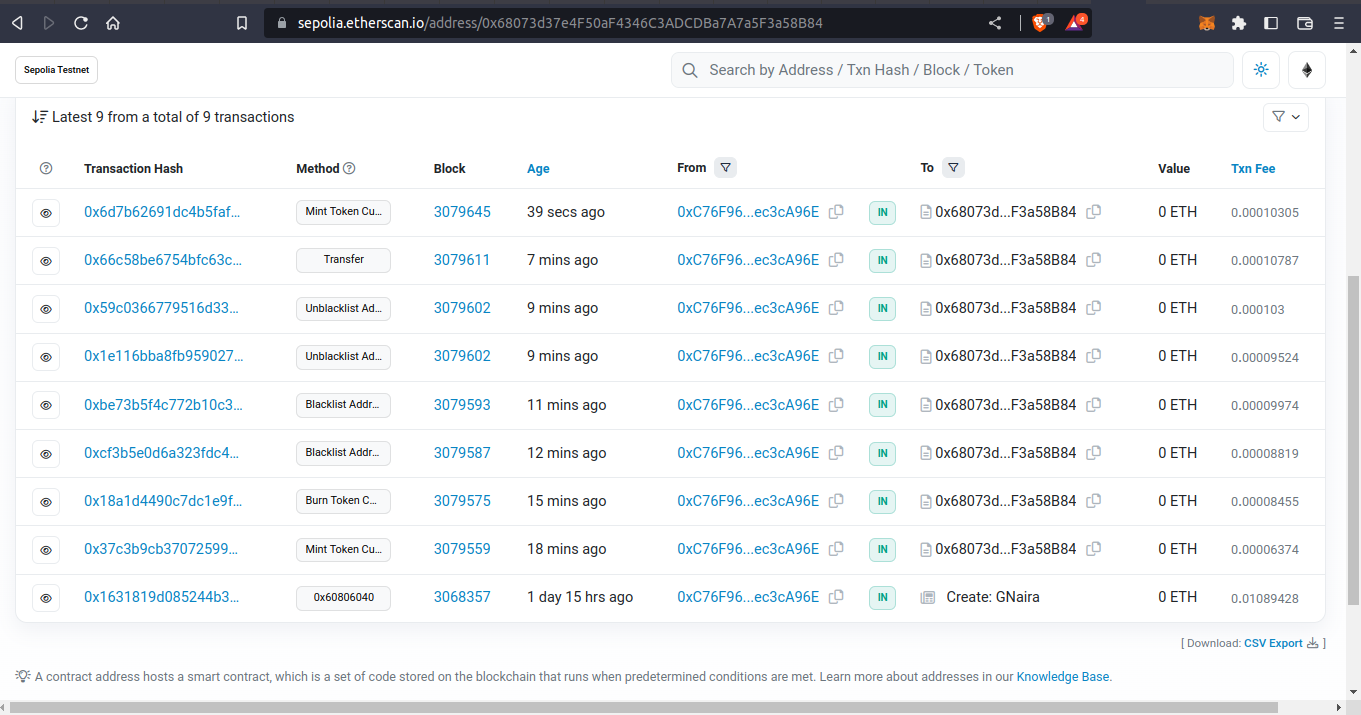 sepolia.etherscan.io/address/0x68073d37e4F50aF4346C3ADCDBa7A7a5F3a58B84 1 4
Sepolia Testnet Search by Address / Txn Hash / Block / Token
Latest 9 from a total of 9 transactions
Transaction Hash Method Block Age From To Value Txn Fee
0x6d7b62691dc4b5faf... Mint Token Cu... 3079645 39 secs ago 0xC76F96...ec3cA96E IN 0x68073d...F3a58B84 0 ETH 0.00010305
0x66c58be6754bfc63c... Transfer 3079611 7 mins ago 0xC76F96...ec3cA96E IN 0x68073d...F3a58B84 0 ETH 0.00010787
0x59c0366779516d33... Unblacklist Ad... 3079602 9 mins ago 0xC76F96...ec3cA96E IN 0x68073d...F3a58B84 0 ETH 0.000103
0x1e116bba8fb959027... Unblacklist Ad... 3079602 9 mins ago 0xC76F96...ec3cA96E IN 0x68073d...F3a58B84 0 ETH 0.00009524
0xbe73b5f4c772b10c3... Blacklist Addr... 3079593 11 mins ago 0xC76F96...ec3cA96E IN 0x68073d...F3a58B84 0 ETH 0.00009974
0xcf3b5e0d6a323fdc4... Blacklist Addr... 3079587 12 mins ago 0xC76F96...ec3cA96E IN 0x68073d...F3a58B84 0 ETH 0.00008819
0x18a1d4490c7dc1e9f... Burn Token C... 3079575 15 mins ago 0xC76F96...ec3cA96E IN 0x68073d...F3a58B84 0 ETH 0.00008455
0x37c3b9cb37072599... Mint Token Cu... 3079559 18 mins ago 0xC76F96...ec3cA96E IN 0x68073d...F3a58B84 0 ETH 0.00006374
0x1631819d085244b3... 0x60806040 3068357 1 day 15 hrs ago 0xC76F96...ec3cA96E IN Create: GNaira 0 ETH 0.01089428
[ Download: CSV Export ]
A contract address hosts a smart contract, which is a set of code stored on the blockchain that runs when predetermined conditions are met. Learn more about addresses in our Knowledge Base.